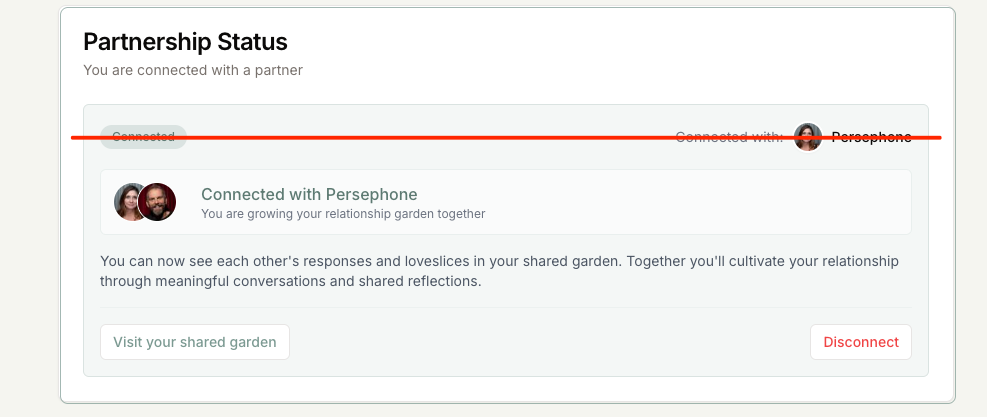 Partnership Status
You are connected with a partner
Connected
Connected with: Persephone
Connected with Persephone
You are growing your relationship garden together
You can now see each other's responses and loveslices in your shared garden. Together you'll cultivate your relationship
through meaningful conversations and shared reflections.
Visit your shared garden
Disconnect